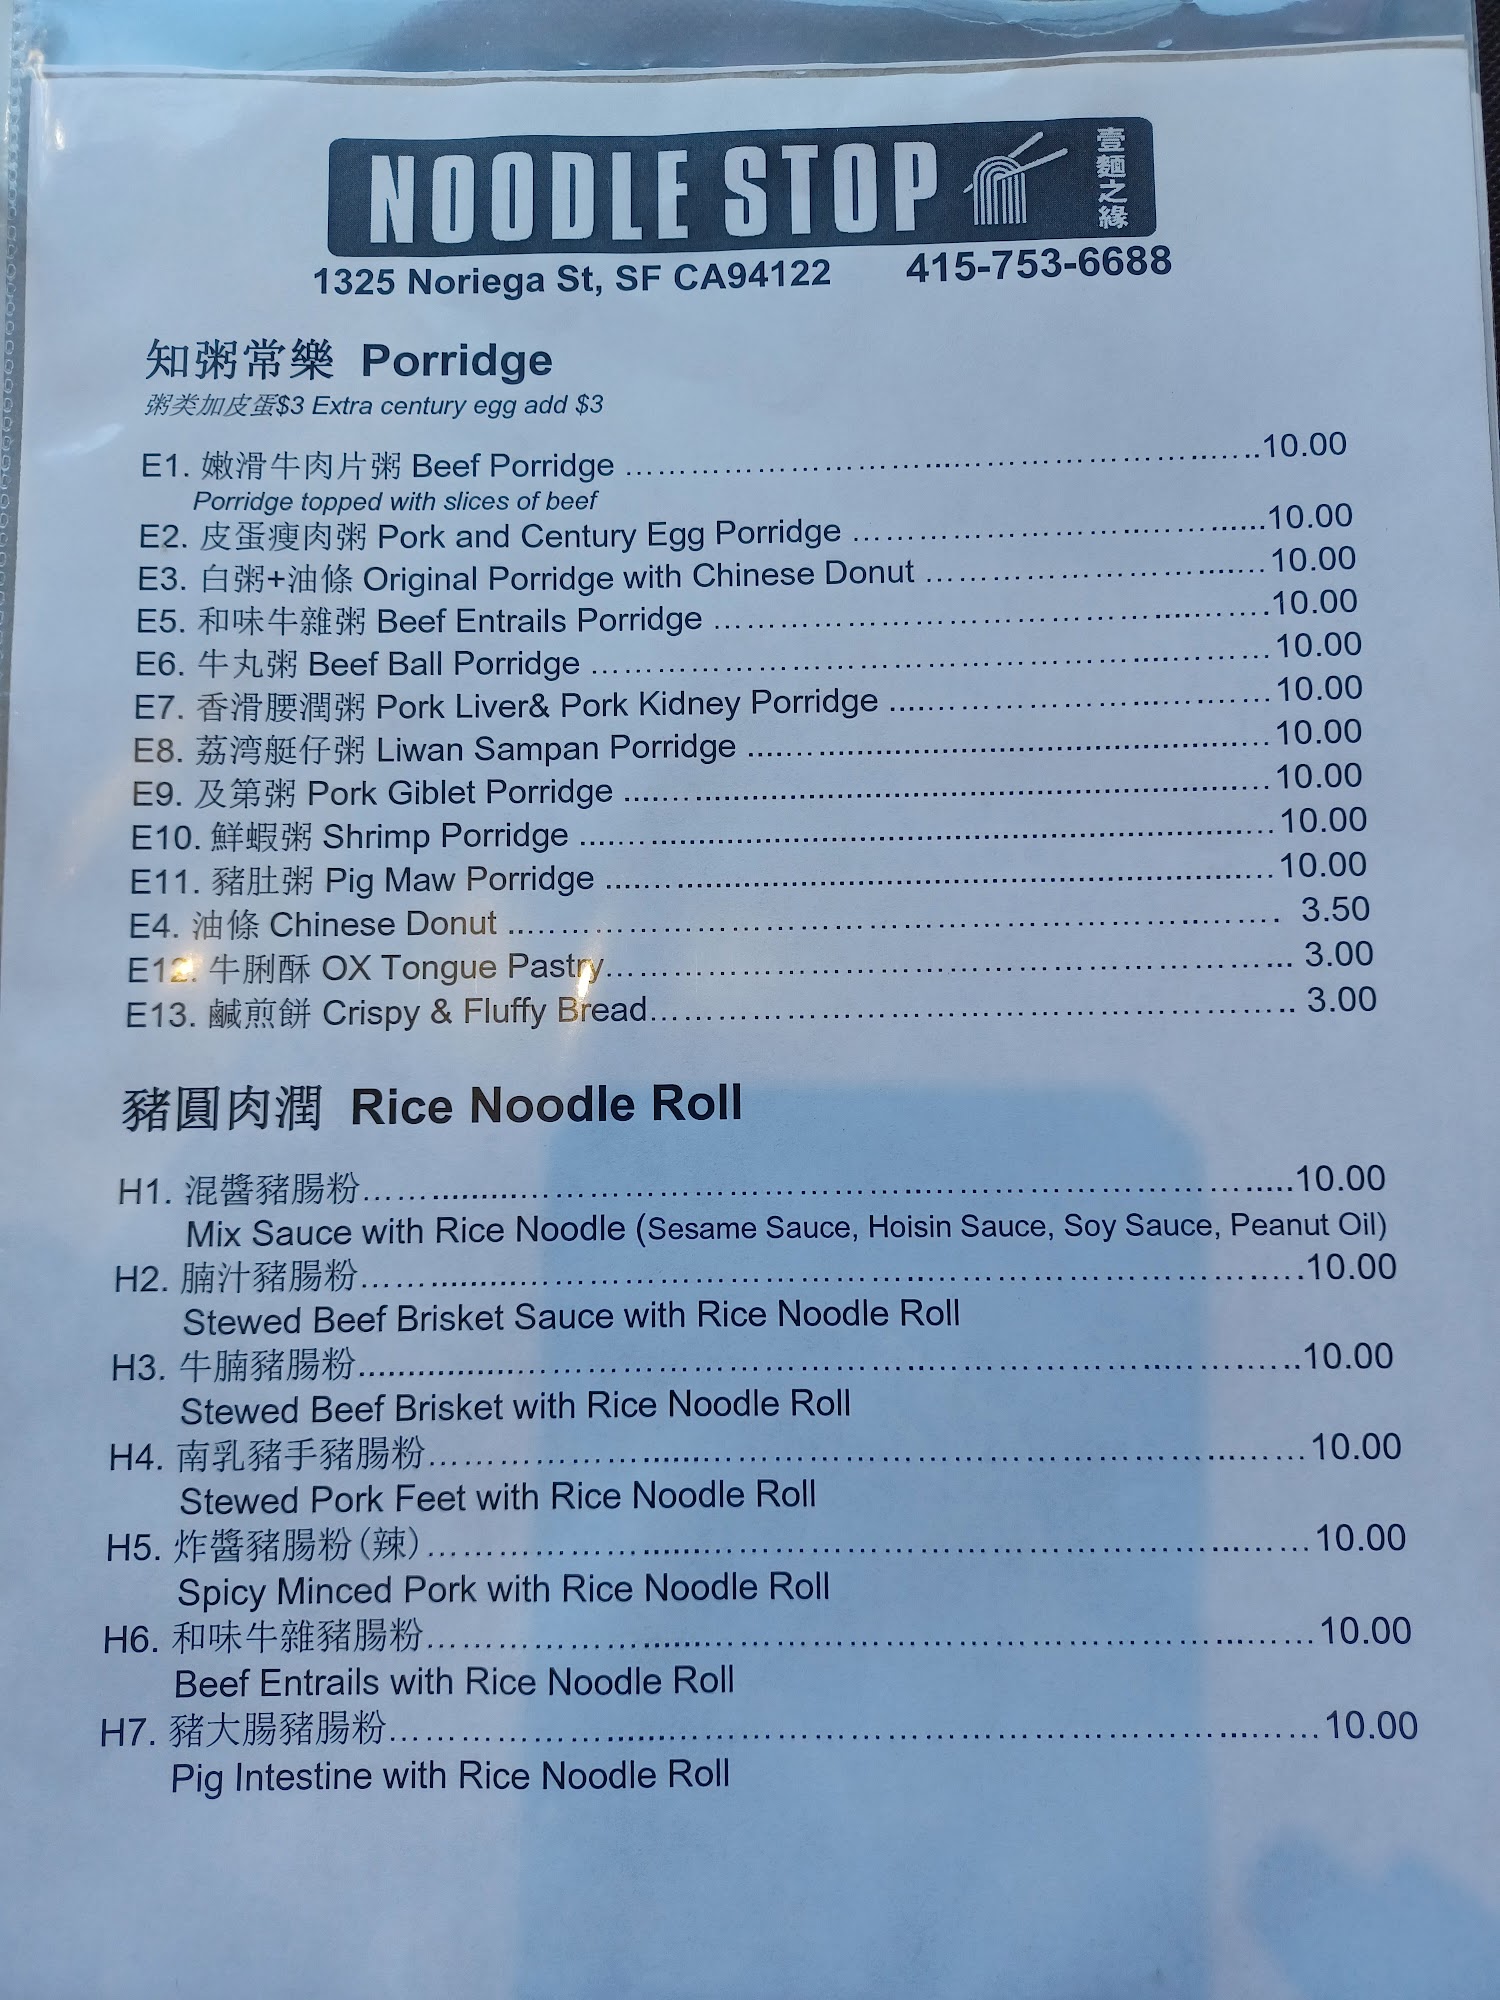 NOODLE STOP 壹麵之緣
1325 Noriega St, SF CA94122 415-753-6688
知粥常樂 Porridge
粥类加皮蛋$3 Extra century egg add $3
E1. 嫩滑牛肉片粥 Beef Porridge 10.00
Porridge topped with slices of beef
E2. 皮蛋瘦肉粥 Pork and Century Egg Porridge 10.00
E3. 白粥+油條 Original Porridge with Chinese Donut 10.00
E5. 和味牛雜粥 Beef Entrails Porridge 10.00
E6. 牛丸粥 Beef Ball Porridge 10.00
E7. 香滑腰潤粥 Pork Liver& Pork Kidney Porridge 10.00
E8. 荔湾艇仔粥 Liwan Sampan Porridge 10.00
E9. 及第粥 Pork Giblet Porridge 10.00
E10. 鮮蝦粥 Shrimp Porridge 10.00
E11. 豬肚粥 Pig Maw Porridge 10.00
E4. 油條 Chinese Donut 3.50
E12. 牛脷酥 OX Tongue Pastry 3.00
E13. 鹹煎餅 Crispy & Fluffy Bread 3.00
豬圓肉潤 Rice Noodle Roll
H1. 混醬豬腸粉 10.00
Mix Sauce with Rice Noodle (Sesame Sauce, Hoisin Sauce, Soy Sauce, Peanut Oil)
H2. 腩汁豬腸粉 10.00
Stewed Beef Brisket Sauce with Rice Noodle Roll
H3. 牛腩豬腸粉 10.00
Stewed Beef Brisket with Rice Noodle Roll
H4. 南乳豬手豬腸粉 10.00
Stewed Pork Feet with Rice Noodle Roll
H5. 炸醬豬腸粉(辣) 10.00
Spicy Minced Pork with Rice Noodle Roll
H6. 和味牛雜豬腸粉 10.00
Beef Entrails with Rice Noodle Roll
H7. 豬大腸豬腸粉 10.00
Pig Intestine with Rice Noodle Roll